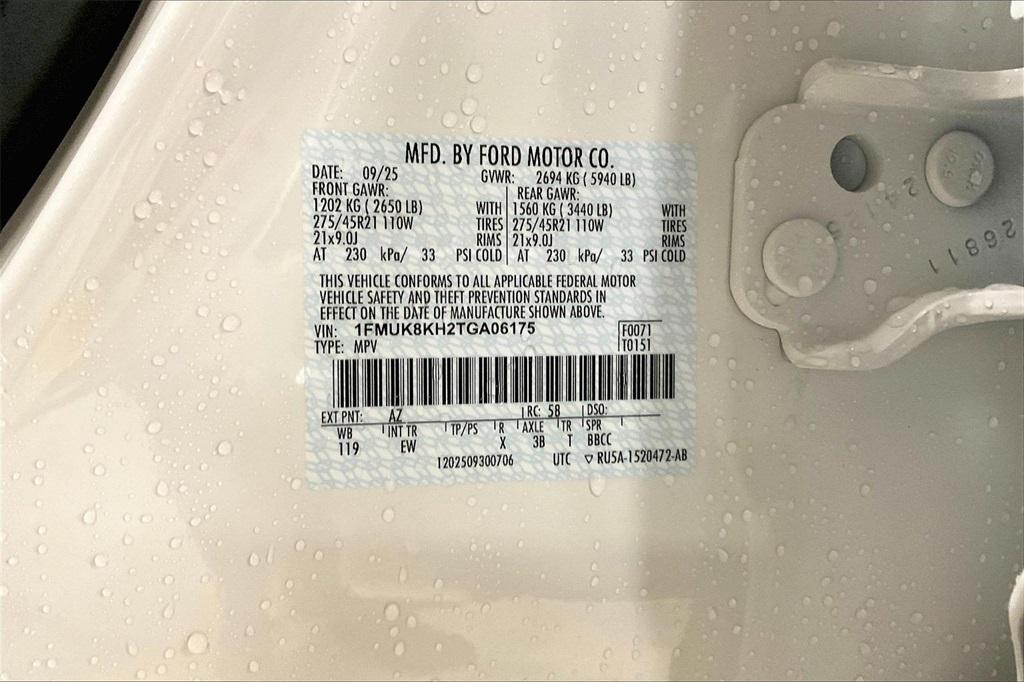 MFD. BY FORD MOTOR CO.
DATE: 09/25 GVWR: 2694 KG ( 5940 LB)
FRONT GAWR: REAR GAWR:
1202 KG ( 2650 LB) WITH 1560 KG ( 3440 LB) WITH
275/45R21 110W TIRES 275/45R21 110W TIRES
21x9.0J RIMS 21x9.0J RIMS
AT 230 kPa/ 33 PSI COLD AT 230 kPa/ 33 PSI COLD
THIS VEHICLE CONFORMS TO ALL APPLICABLE FEDERAL MOTOR
VEHICLE SAFETY AND THEFT PREVENTION STANDARDS IN
EFFECT ON THE DATE OF MANUFACTURE SHOWN ABOVE.
VIN: 1FMUK8KH2TGA06175 F0071
TYPE: MPV T0151
EXT PNT: AZ RC: 58 DSO:
WB INT TR TP/PS R AXLE TR SPR
119 EW X 3B T BBCC
1202509300706 UTC ▽ RU5A-1520472-AB
26811